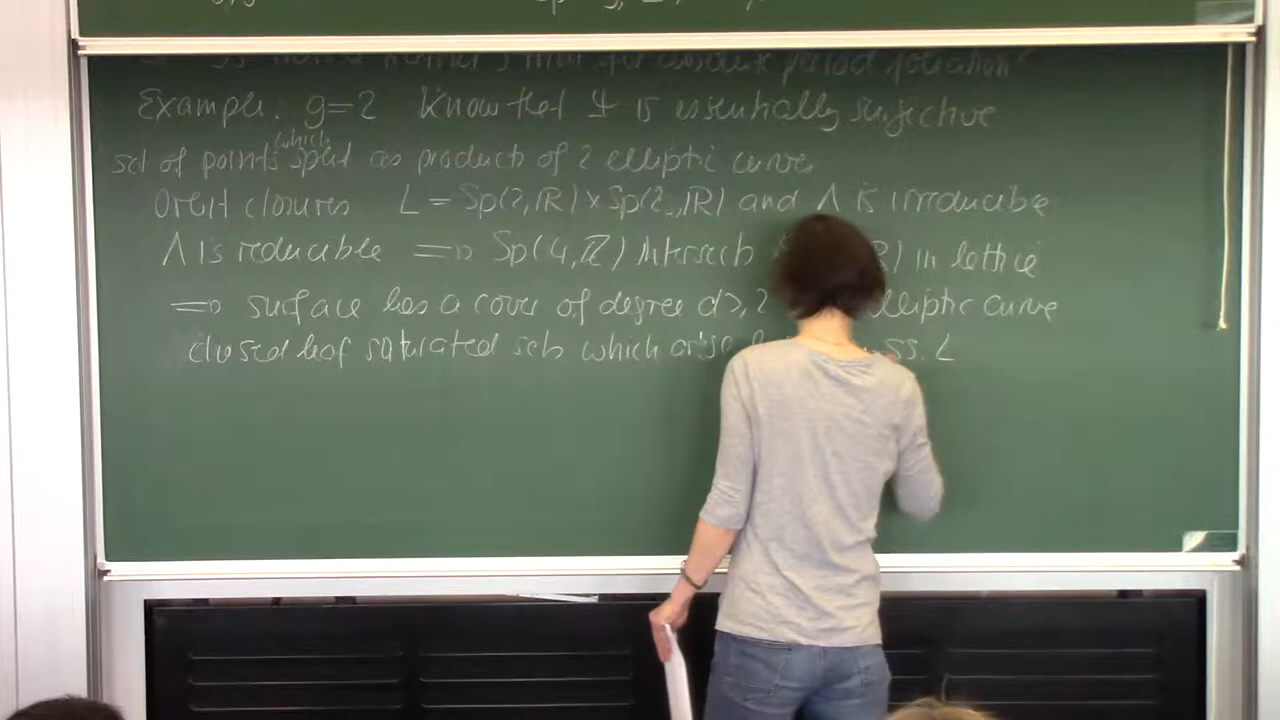 Example: g=2 Know that Ψ is essentially surjective
set of points which split as product of 2 elliptic curves
Orbit closures L = Sp(2,ℝ)×Sp(2,ℝ) and Λ is irreducible
Λ is reducible ⟹ Sp(4,ℤ) intersects ℝ) in lattice
⟹ surface has a cover of degree d≥2 elliptic curve
closed leaf saturated sets which arise ss. L